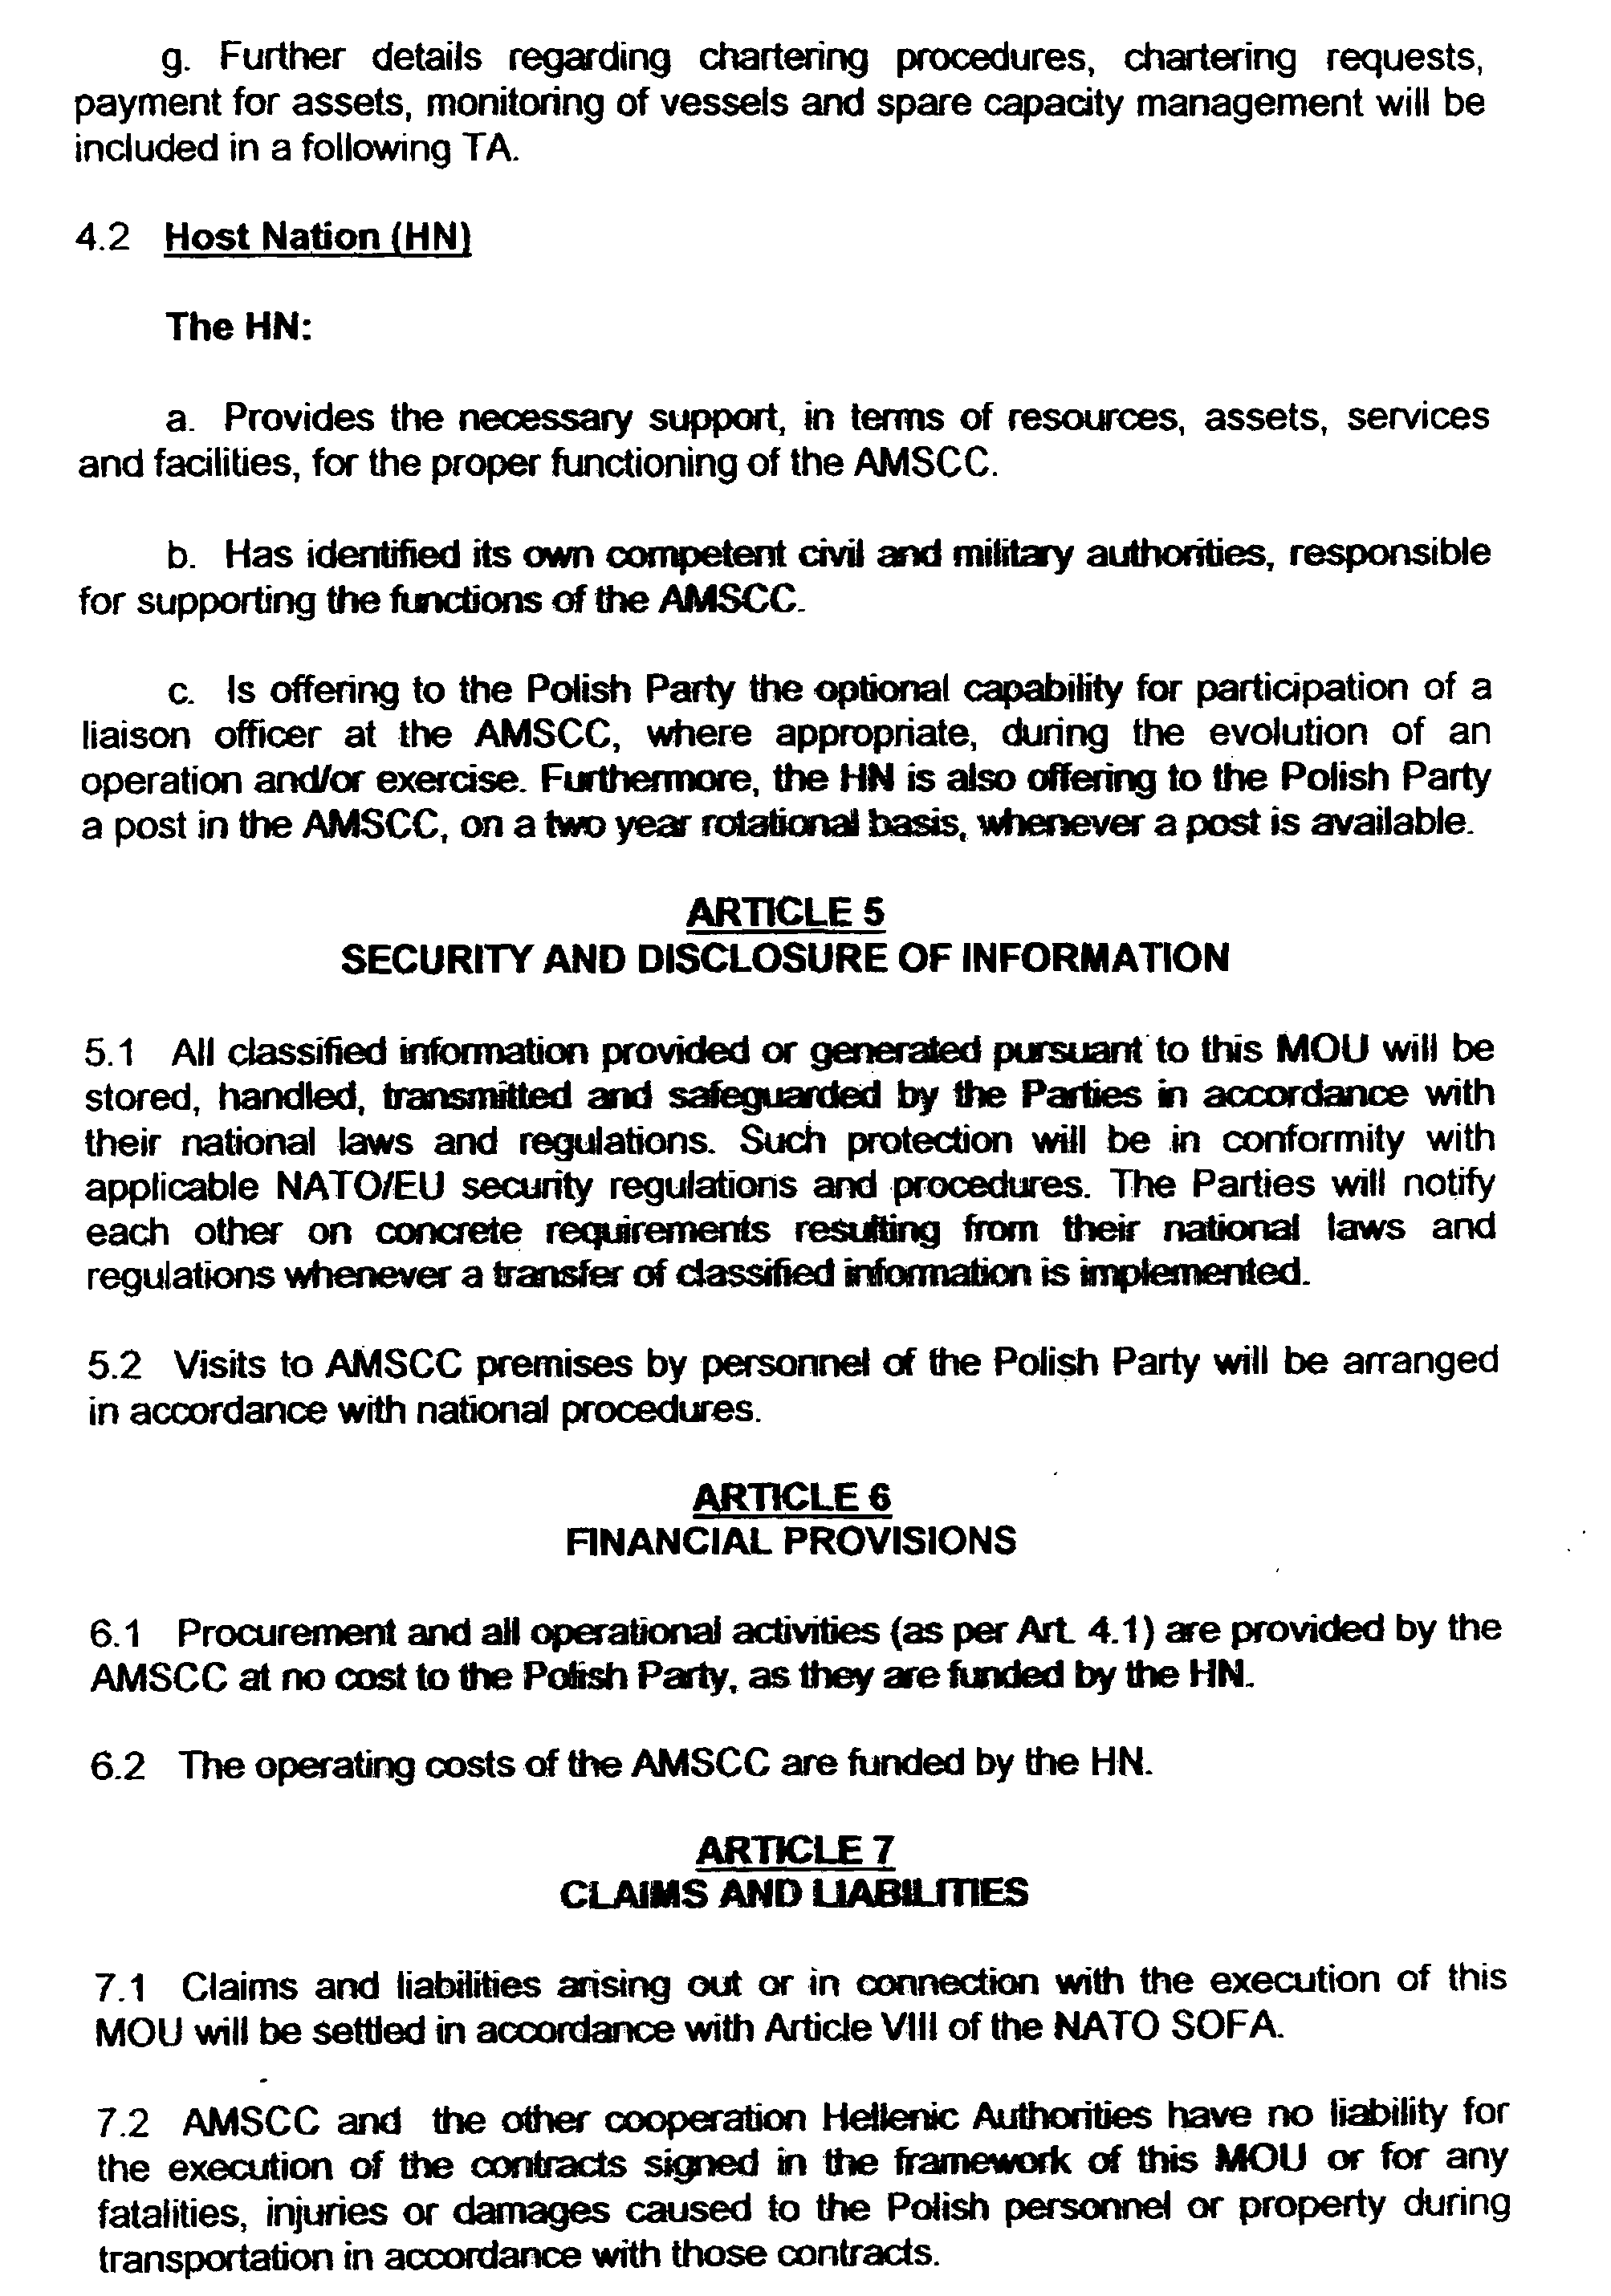 g. Further details regarding chartering procedures, chartering requests,
payment for assets, monitoring of vessels and spare capacity management will be
included in a following TA.
4.2 Host Nation (HN)
The HN:
a. Provides the necessary support, in terms of resources, assets, services
and facilities, for the proper functioning of the AMSCC.
b. Has identified its own competent civil and military authorities, responsible
for supporting the functions of the AMSCC.
c. Is offering to the Polish Party the optional capability for participation of a
liaison officer at the AMSCC, where appropriate, during the evolution of an
operation and/or exercise. Furthermore, the HN is also offering to the Polish Party
a post in the AMSCC, on a two year rotational basis, whenever a post is available.
ARTICLE 5
SECURITY AND DISCLOSURE OF INFORMATION
5.1 All classified information provided or generated pursuant to this MOU will be
stored, handled, transmitted and safeguarded by the Parties in accordance with
their national laws and regulations. Such protection will be in conformity with
applicable NATO/EU security regulations and procedures. The Parties will notify
each other on concrete requirements resulting from their national laws and
regulations whenever a transfer of classified information is implemented.
5.2 Visits to AMSCC premises by personnel of the Polish Party will be arranged
in accordance with national procedures.
ARTICLE 6
FINANCIAL PROVISIONS
6.1 Procurement and all operational activities (as per Art. 4.1) are provided by the
AMSCC at no cost to the Polish Party, as they are funded by the HN.
6.2 The operating costs of the AMSCC are funded by the HN.
ARTICLE 7
CLAIMS AND LIABILITIES
7.1 Claims and liabilities arising out or in connection with the execution of this
MOU will be settled in accordance with Article VIII of the NATO SOFA.
7.2 AMSCC and the other cooperation Hellenic Authorities have no liability for
the execution of the contracts signed in the framework of this MOU or for any
fatalities, injuries or damages caused to the Polish personnel or property during
transportation in accordance with those contracts.